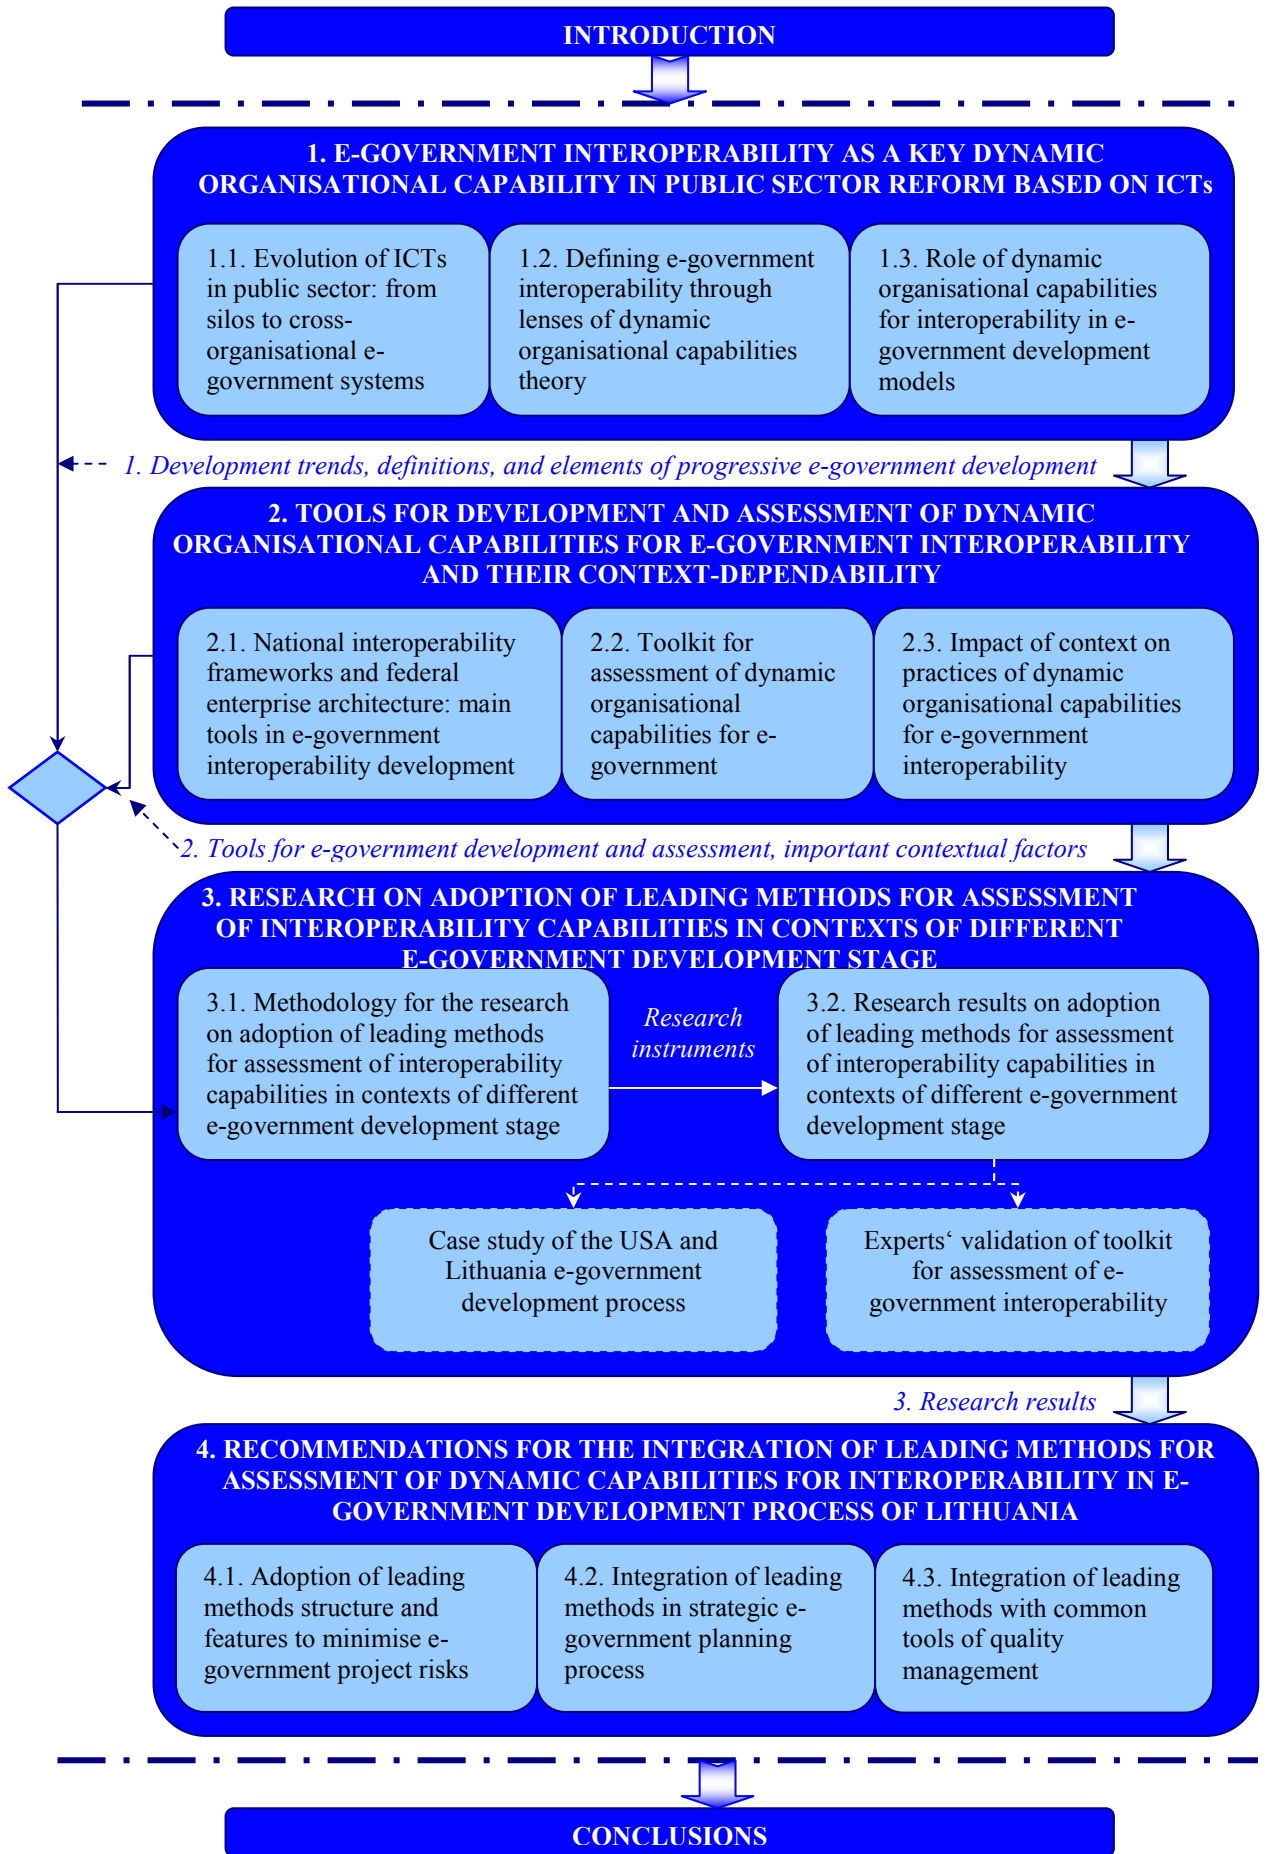 INTRODUCTION
1. E-GOVERNMENT INTEROPERABILITY AS A KEY DYNAMIC
ORGANISATIONAL CAPABILITY IN PUBLIC SECTOR REFORM BASED ON ICTs
1.1. Evolution of ICTs
in public sector: from
silos to cross-
organisational e-
government systems
1.2. Defining e-government
interoperability through
lenses of dynamic
organisational capabilities
theory
1.3. Role of dynamic
organisational capabilities
for interoperability in e-
government development
models
1. Development trends, definitions, and elements of progressive e-government development
2. TOOLS FOR DEVELOPMENT AND ASSESSMENT OF DYNAMIC
ORGANISATIONAL CAPABILITIES FOR E-GOVERNMENT INTEROPERABILITY
AND THEIR CONTEXT-DEPENDABILITY
2.1. National interoperability
frameworks and federal
enterprise architecture: main
tools in e-government
interoperability development
2.2. Toolkit for
assessment of dynamic
organisational
capabilities for e-
government
2.3. Impact of context on
practices of dynamic
organisational capabilities
for e-government
interoperability
2. Tools for e-government development and assessment, important contextual factors
3. RESEARCH ON ADOPTION OF LEADING METHODS FOR ASSESSMENT
OF INTEROPERABILITY CAPABILITIES IN CONTEXTS OF DIFFERENT
E-GOVERNMENT DEVELOPMENT STAGE
3.1. Methodology for the research
on adoption of leading methods
for assessment of interoperability
capabilities in contexts of different
e-government development stage
Research
instruments
3.2. Research results on adoption
of leading methods for assessment
of interoperability capabilities in
contexts of different e-government
development stage
Case study of the USA and
Lithuania e-government
development process
Experts‘ validation of toolkit
for assessment of e-
government interoperability
3. Research results
4. RECOMMENDATIONS FOR THE INTEGRATION OF LEADING METHODS FOR
ASSESSMENT OF DYNAMIC CAPABILITIES FOR INTEROPERABILITY IN E-
GOVERNMENT DEVELOPMENT PROCESS OF LITHUANIA
4.1. Adoption of leading
methods structure and
features to minimise e-
government project risks
4.2. Integration of leading
methods in strategic e-
government planning
process
4.3. Integration of leading
methods with common
tools of quality
management
CONCLUSIONS